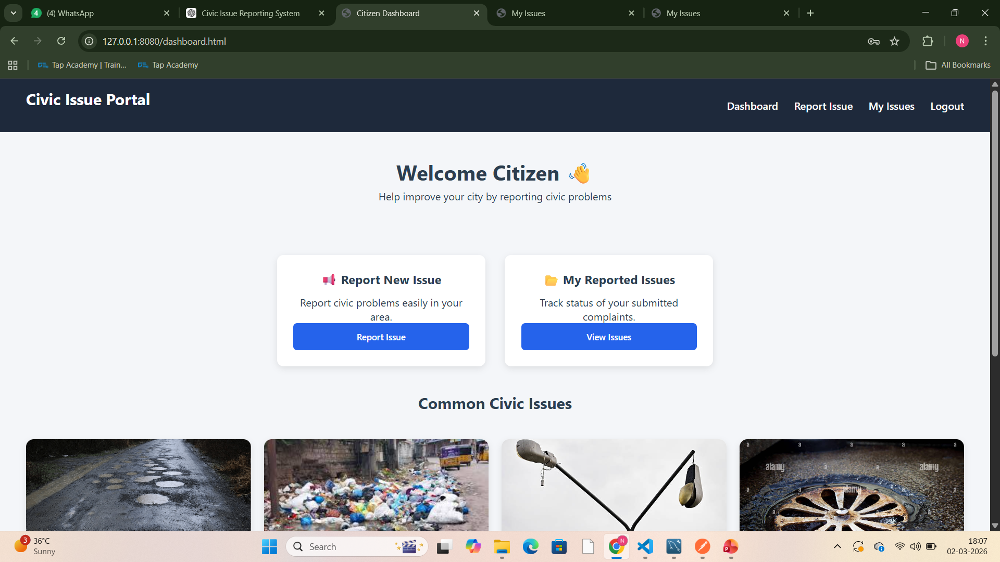 4
(4) WhatsApp
Civic Issue Reporting System
Citizen Dashboard
My Issues
My Issues
127.0.0.1:8080/dashboard.html
N
Tap Academy | Train...
Tap Academy
All Bookmarks
Civic Issue Portal
Dashboard
Report Issue
My Issues
Logout
Welcome Citizen 👋
Help improve your city by reporting civic problems
📢 Report New Issue
Report civic problems easily in your
area.
Report Issue
📂 My Reported Issues
Track status of your submitted
complaints.
View Issues
Common Civic Issues
a a a a a
alamy a a alamy
a a alamy a a
a a
3
36°C
Sunny
Search
N
P
18:07
02-03-2026